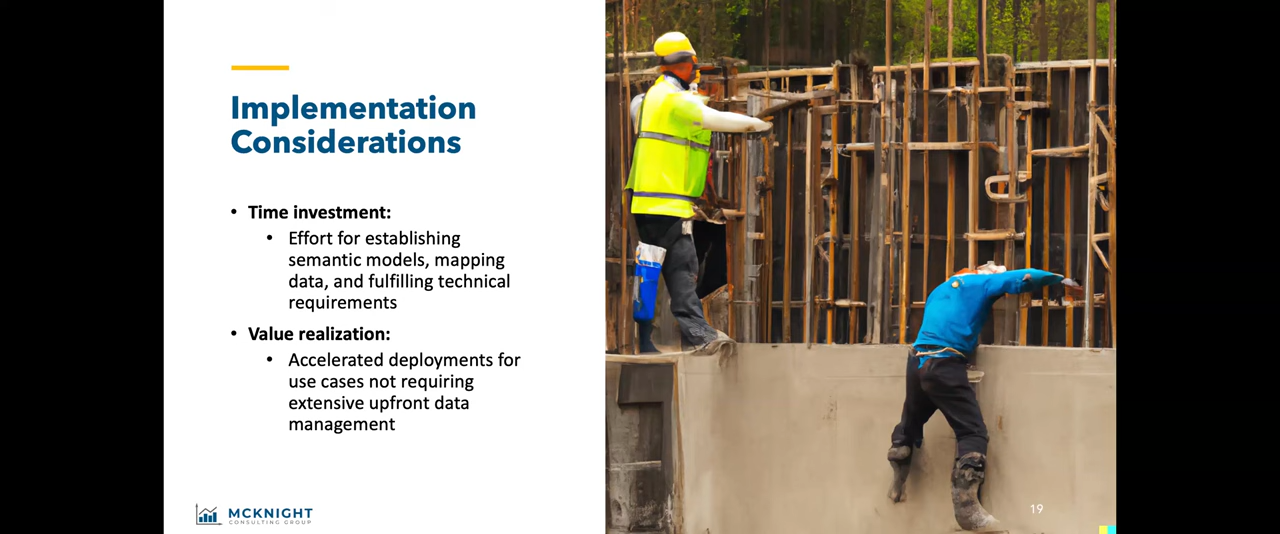 Implementation
Considerations
• Time investment:
• Effort for establishing
semantic models, mapping
data, and fulfilling technical
requirements
• Value realization:
• Accelerated deployments for
use cases not requiring
extensive upfront data
management
MCKNIGHT
CONSULTING GROUP
19